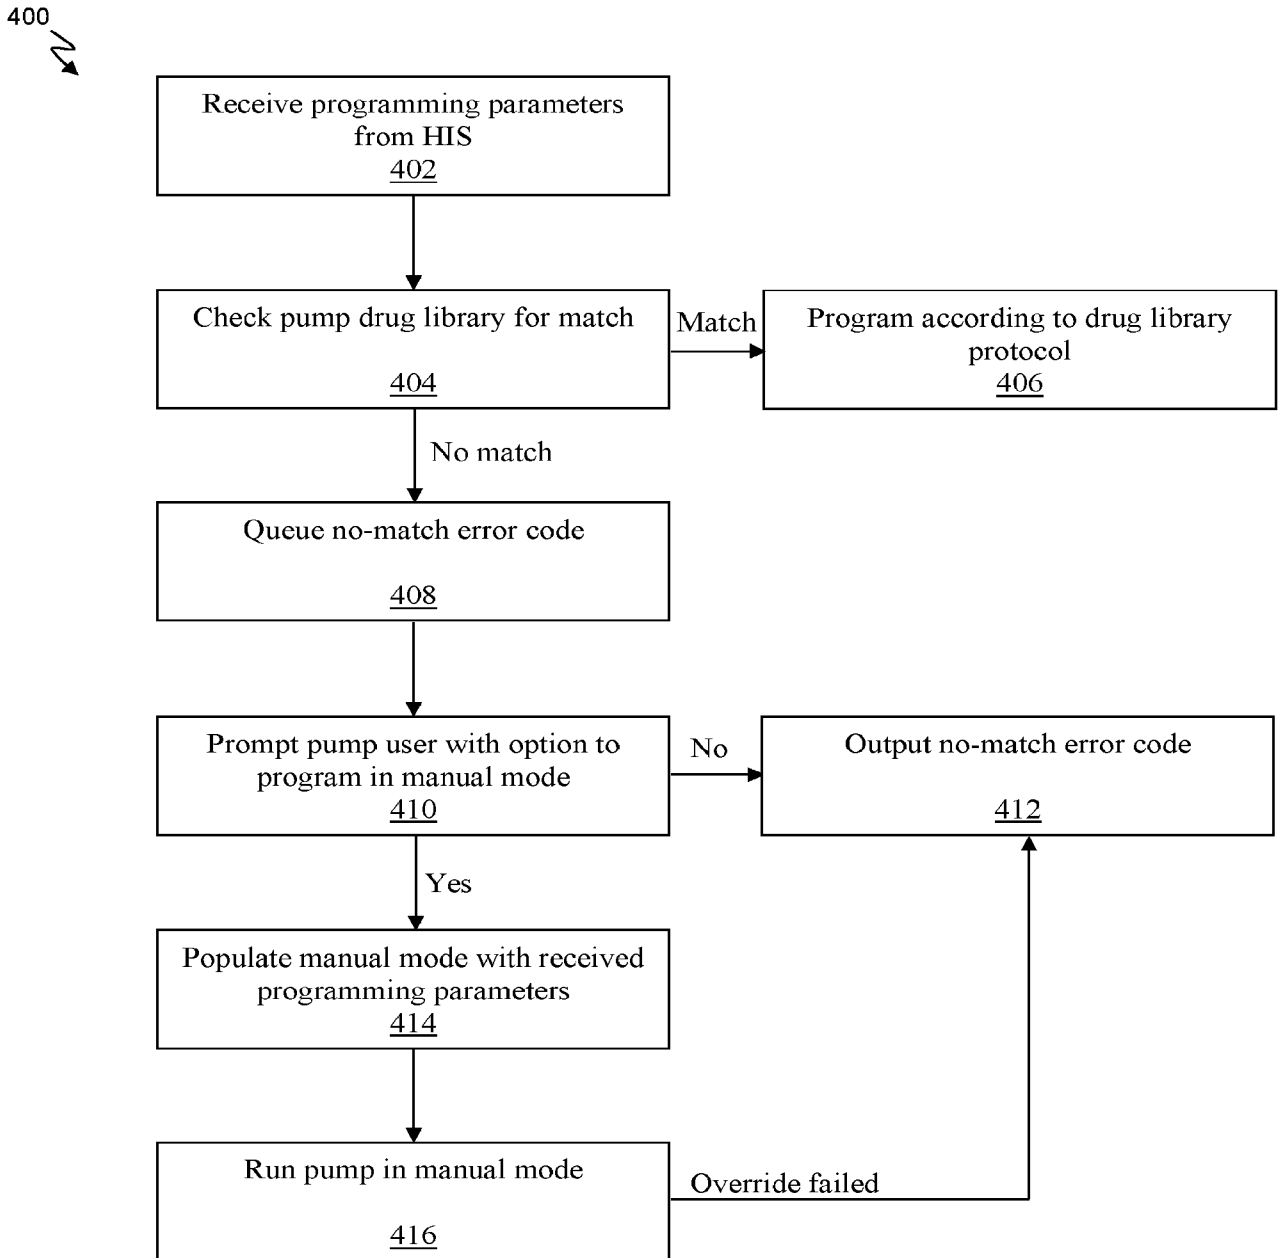 400
Receive programming parameters
from HIS
402
Check pump drug library for match
404
Match
Program according to drug library
protocol
406
No match
Queue no-match error code
408
Prompt pump user with option to
program in manual mode
410
No
Output no-match error code
412
Yes
Populate manual mode with received
programming parameters
414
Run pump in manual mode
416
Override failed